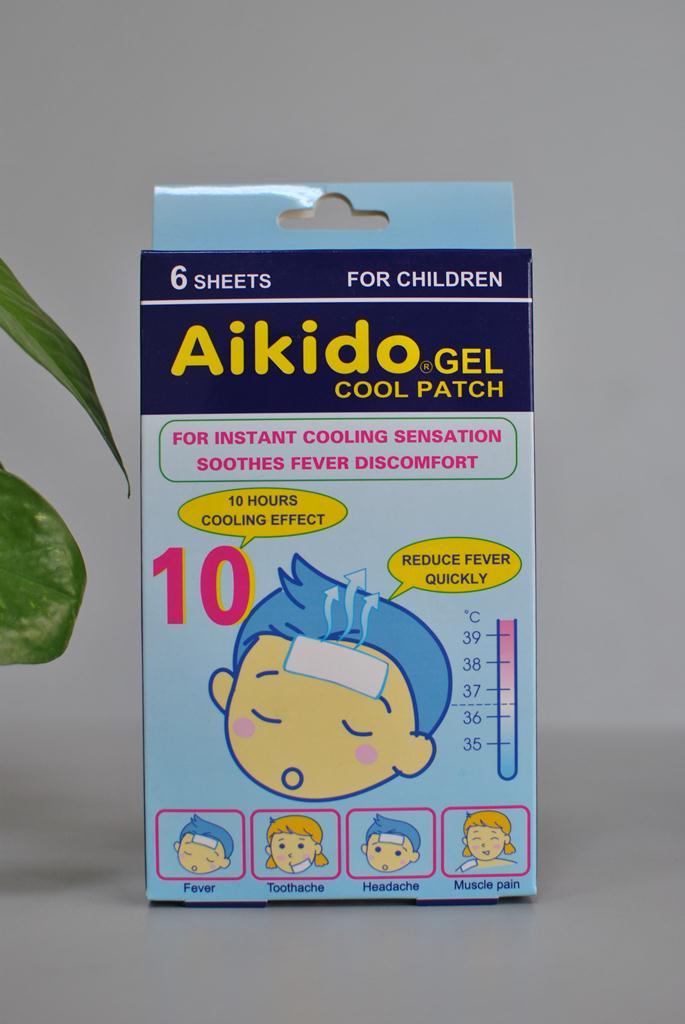 6 SHEETS FOR CHILDREN
Aikido® GEL
COOL PATCH
FOR INSTANT COOLING SENSATION
SOOTHES FEVER DISCOMFORT
10 HOURS
COOLING EFFECT
10
REDUCE FEVER
QUICKLY
°C
39
38
37
36
35
Fever Toothache Headache Muscle pain